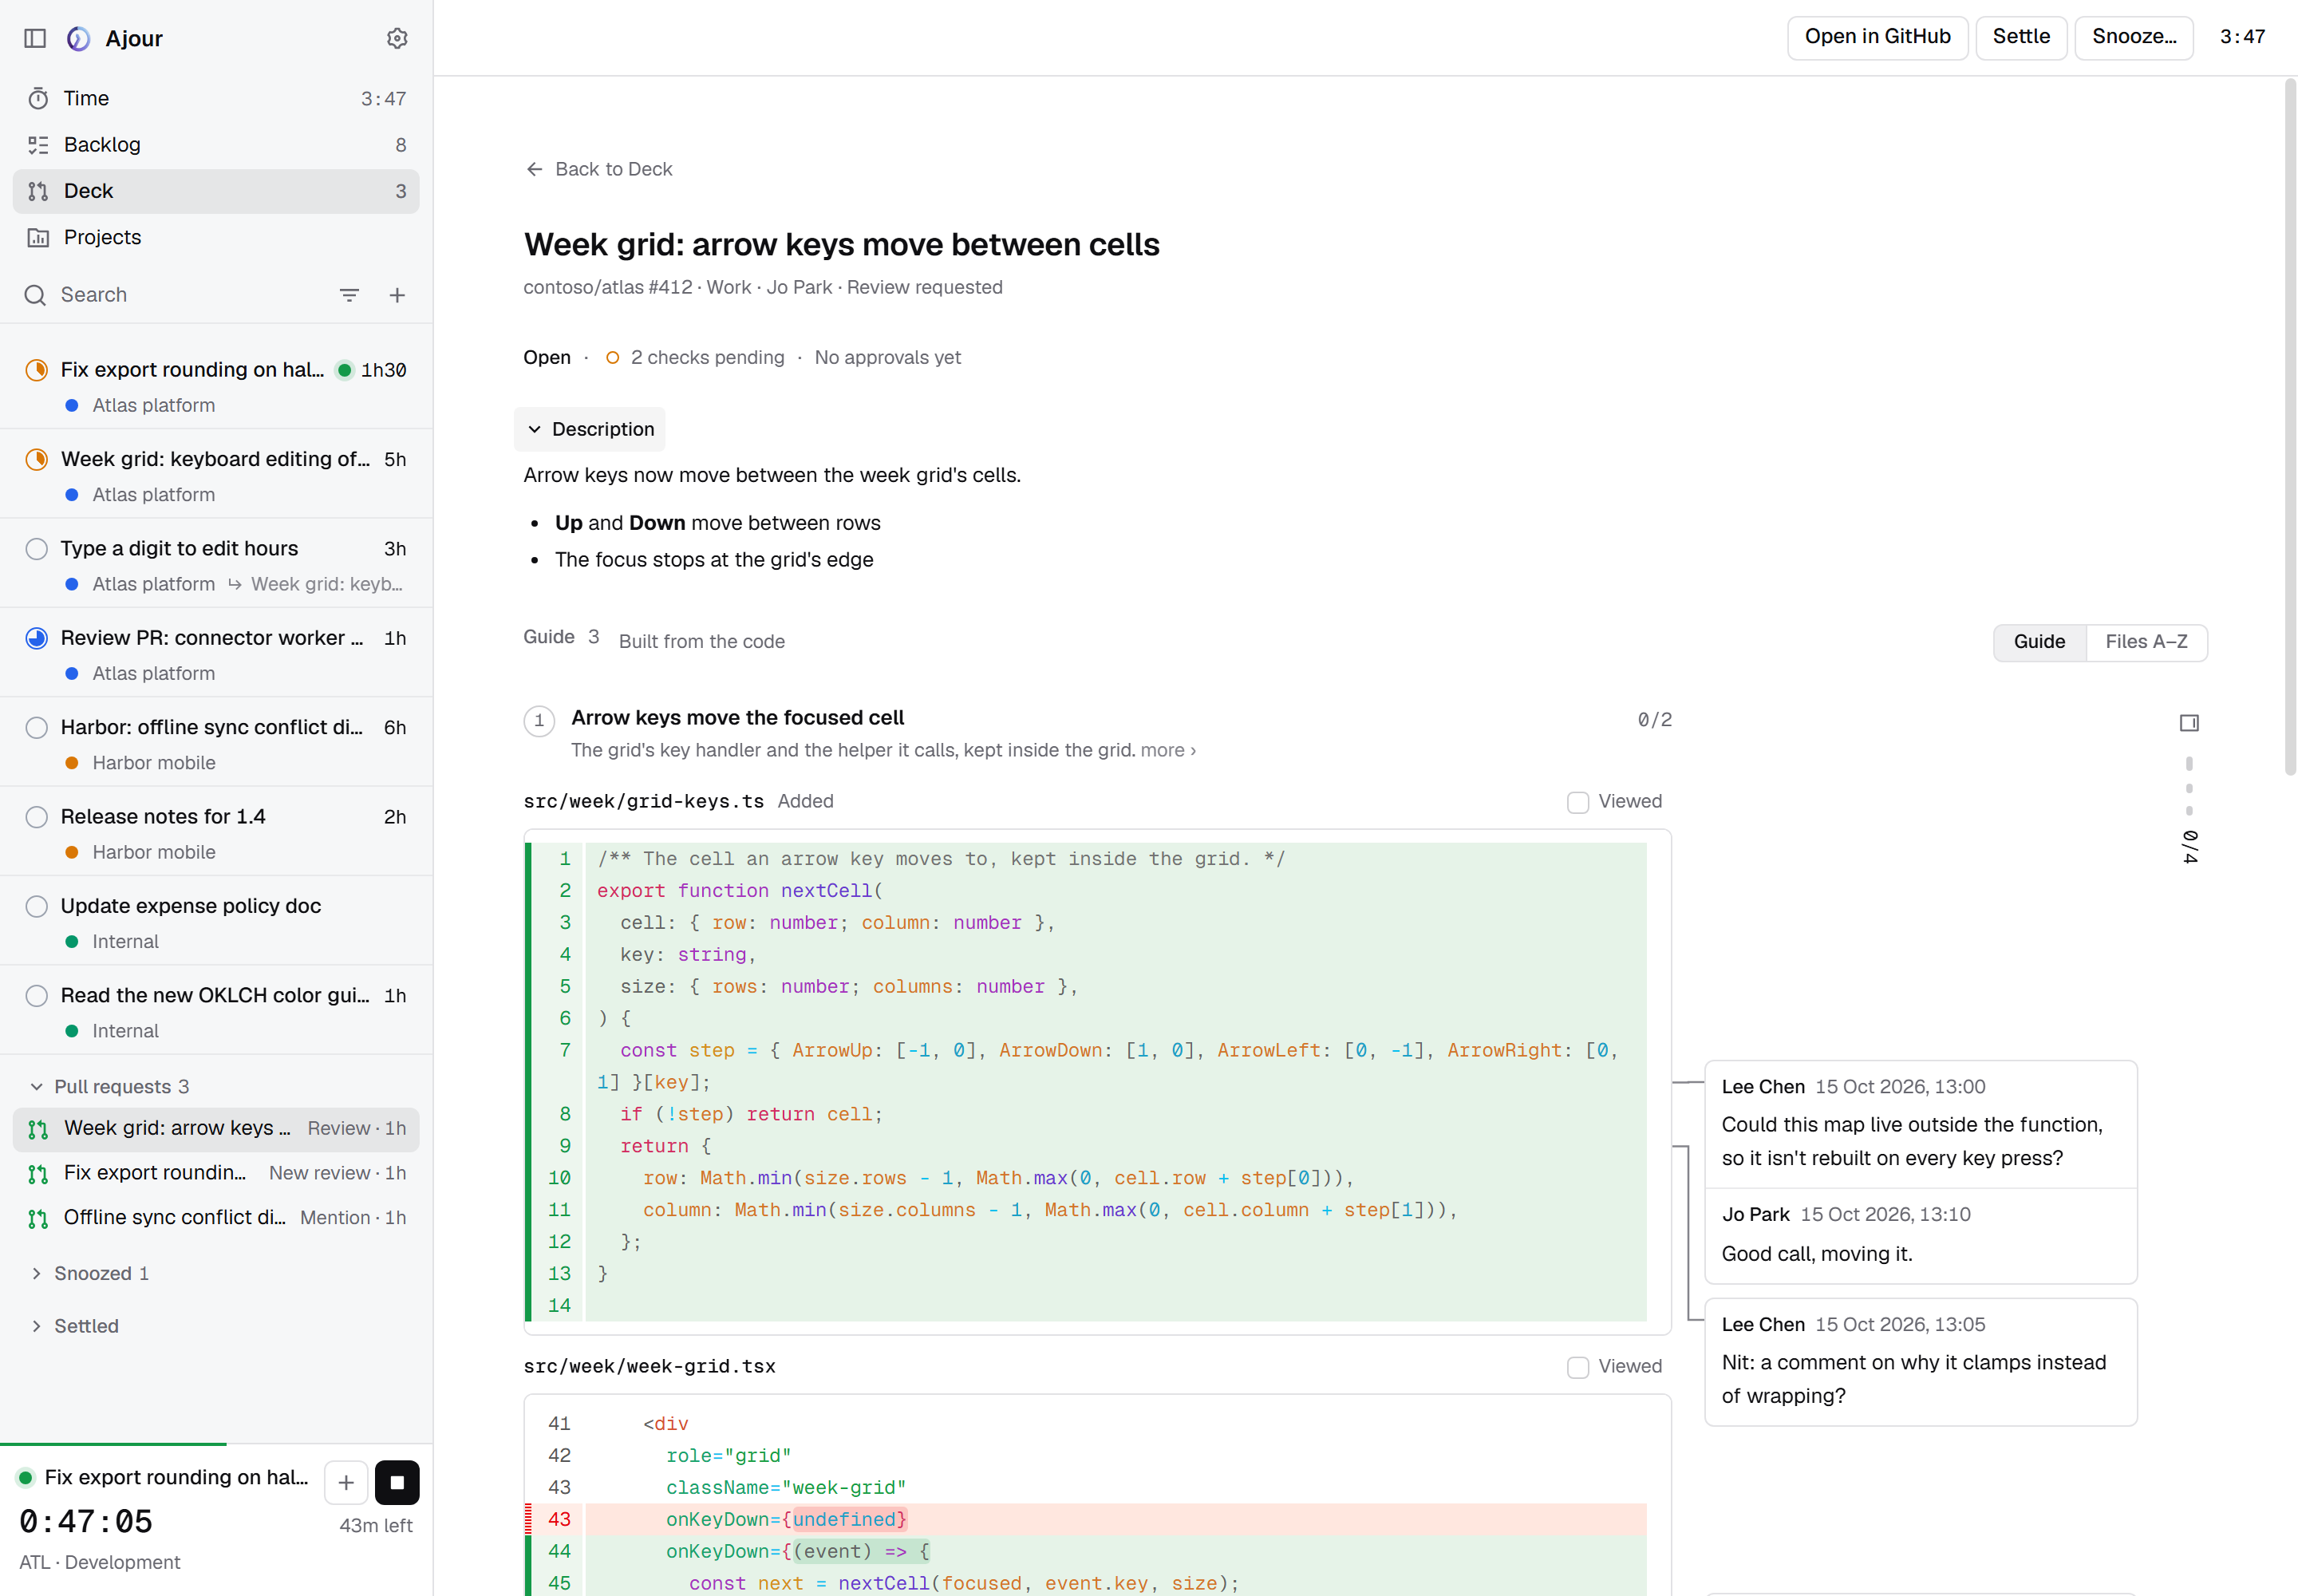 Ajour
Time 3:47
Backlog 8
Deck 3
Projects
Search
Fix export rounding on hal... 1h30
Atlas platform
Week grid: keyboard editing of... 5h
Atlas platform
Type a digit to edit hours 3h
Atlas platform ↳ Week grid: keyb...
Review PR: connector worker ... 1h
Atlas platform
Harbor: offline sync conflict di... 6h
Harbor mobile
Release notes for 1.4 2h
Harbor mobile
Update expense policy doc
Internal
Read the new OKLCH color gui... 1h
Internal
Pull requests 3
Week grid: arrow keys ... Review · 1h
Fix export roundin... New review · 1h
Offline sync conflict di... Mention · 1h
Snoozed 1
Settled
Fix export rounding on hal...
0:47:05 43m left
ATL · Development
Open in GitHub Settle Snooze... 3:47
← Back to Deck
Week grid: arrow keys move between cells
contoso/atlas #412 · Work · Jo Park · Review requested
Open · 2 checks pending · No approvals yet
Description
Arrow keys now move between the week grid's cells.
• Up and Down move between rows
• The focus stops at the grid's edge
Guide 3 Built from the code Guide Files A–Z
1 Arrow keys move the focused cell 0/2
The grid's key handler and the helper it calls, kept inside the grid. more ›
0/4
src/week/grid-keys.ts Added Viewed
1 /** The cell an arrow key moves to, kept inside the grid. */
2 export function nextCell(
3 cell: { row: number; column: number },
4 key: string,
5 size: { rows: number; columns: number },
6 ) {
7 const step = { ArrowUp: [-1, 0], ArrowDown: [1, 0], ArrowLeft: [0, -1], ArrowRight: [0,
1] }[key];
8 if (!step) return cell;
9 return {
10 row: Math.min(size.rows - 1, Math.max(0, cell.row + step[0])),
11 column: Math.min(size.columns - 1, Math.max(0, cell.column + step[1])),
12 };
13 }
14
Lee Chen 15 Oct 2026, 13:00
Could this map live outside the function,
so it isn't rebuilt on every key press?
Jo Park 15 Oct 2026, 13:10
Good call, moving it.
Lee Chen 15 Oct 2026, 13:05
Nit: a comment on why it clamps instead
of wrapping?
src/week/week-grid.tsx Viewed
41 <div
42 role="grid"
43 className="week-grid"
43 onKeyDown={undefined}
44 onKeyDown={(event) => {
45 const next = nextCell(focused, event.key, size);